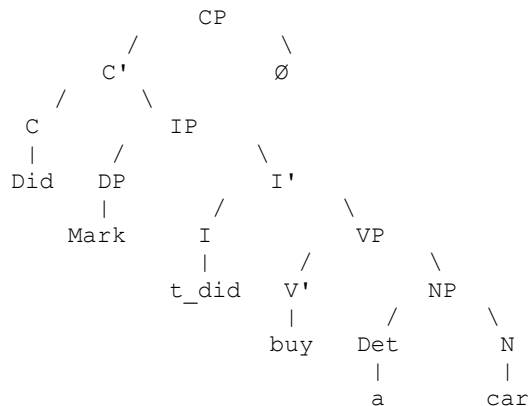 CP
C' Ø
C IP
Did DP I'
Mark I VP
t_did V' NP
buy Det N
a car